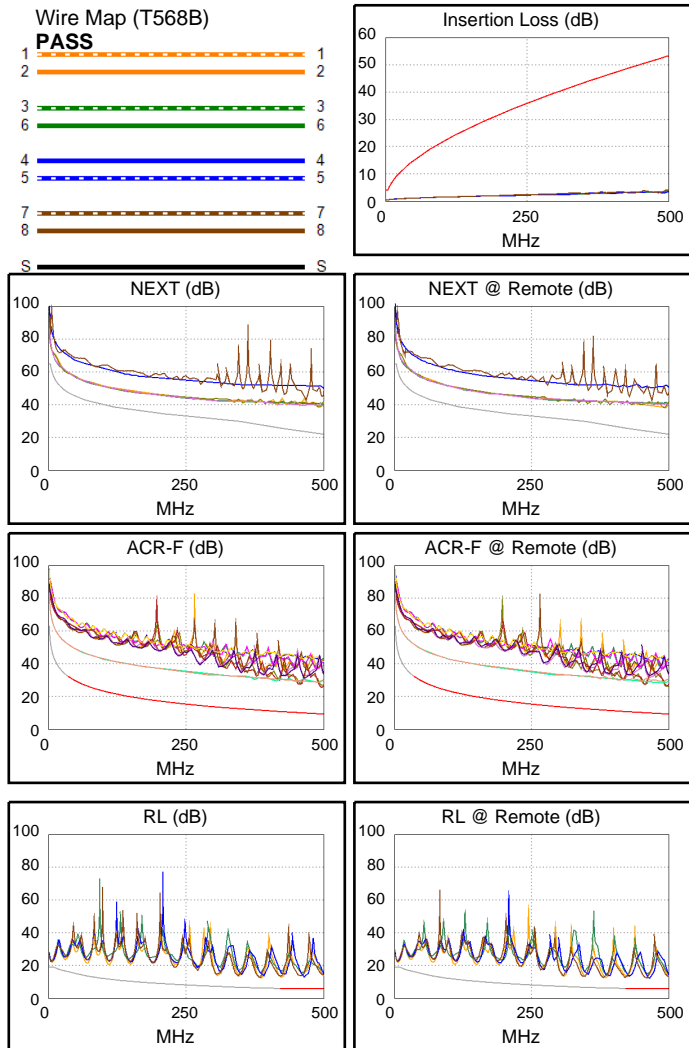 Wire Map (T568B)
PASS
1 1
2 2
3 3
6 6
4 4
5 5
7 7
8 8
S S
Insertion Loss (dB)
60
50
40
30
20
10
0
0 250 500
MHz
NEXT (dB)
100
80
60
40
20
0
0 250 500
MHz
NEXT @ Remote (dB)
100
80
60
40
20
0
0 250 500
MHz
ACR-F (dB)
100
80
60
40
20
0
0 250 500
MHz
ACR-F @ Remote (dB)
100
80
60
40
20
0
0 250 500
MHz
RL (dB)
100
80
60
40
20
0
0 250 500
MHz
RL @ Remote (dB)
100
80
60
40
20
0
0 250 500
MHz